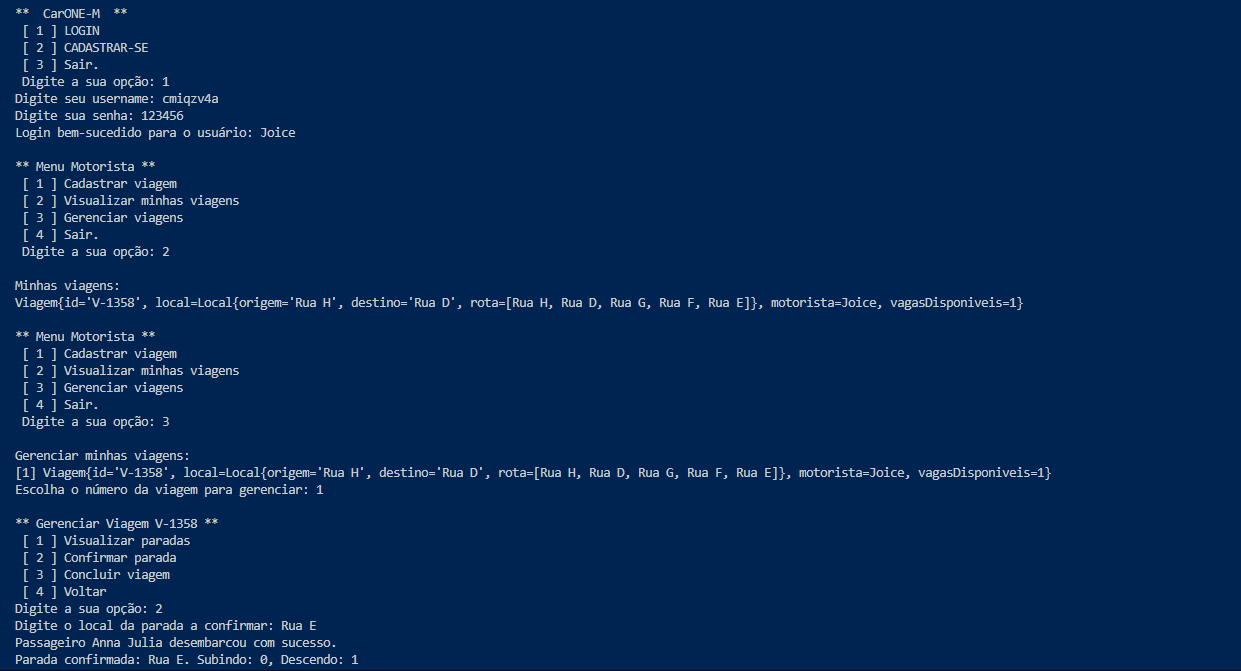 ** CarONE-M **
[ 1 ] LOGIN
[ 2 ] CADASTRAR-SE
[ 3 ] Sair.
Digite a sua opção: 1
Digite seu username: cmiqzv4a
Digite sua senha: 123456
Login bem-sucedido para o usuário: Joice
** Menu Motorista **
[ 1 ] Cadastrar viagem
[ 2 ] Visualizar minhas viagens
[ 3 ] Gerenciar viagens
[ 4 ] Sair.
Digite a sua opção: 2
Minhas viagens:
Viagem{id='V-1358', local=Local{origem='Rua H', destino='Rua D', rota=[Rua H, Rua D, Rua G, Rua F, Rua E]}, motorista=Joice, vagasDisponiveis=1}
** Menu Motorista **
[ 1 ] Cadastrar viagem
[ 2 ] Visualizar minhas viagens
[ 3 ] Gerenciar viagens
[ 4 ] Sair.
Digite a sua opção: 3
Gerenciar minhas viagens:
[1] Viagem{id='V-1358', local=Local{origem='Rua H', destino='Rua D', rota=[Rua H, Rua D, Rua G, Rua F, Rua E]}, motorista=Joice, vagasDisponiveis=1}
Escolha o número da viagem para gerenciar: 1
** Gerenciar Viagem V-1358 **
[ 1 ] Visualizar paradas
[ 2 ] Confirmar parada
[ 3 ] Concluir viagem
[ 4 ] Voltar
Digite a sua opção: 2
Digite o local da parada a confirmar: Rua E
Passageiro Anna Julia desembarcou com sucesso.
Parada confirmada: Rua E. Subindo: 0, Descendo: 1